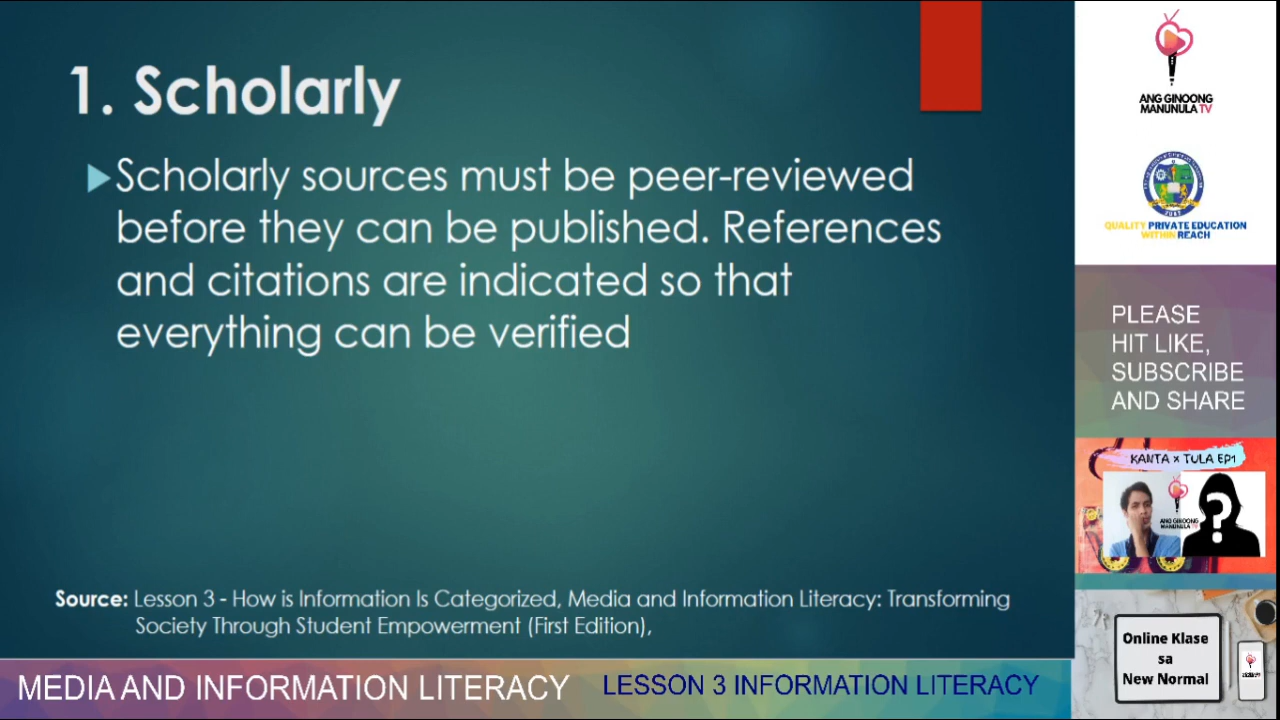 1. Scholarly
Scholarly sources must be peer-reviewed
before they can be published. References
and citations are indicated so that
everything can be verified
Source: Lesson 3 - How is Information Is Categorized, Media and Information Literacy: Transforming
Society Through Student Empowerment (First Edition),
MEDIA AND INFORMATION LITERACY
LESSON 3 INFORMATION LITERACY
ANG GINOONG
MANUNULA TV
QUALITY PRIVATE EDUCATION
WITHIN REACH
PLEASE
HIT LIKE,
SUBSCRIBE
AND SHARE
KANTA x TULA EP1
ANG GINOONG
MANUNULA TV
?
Online Klase
sa
New Normal